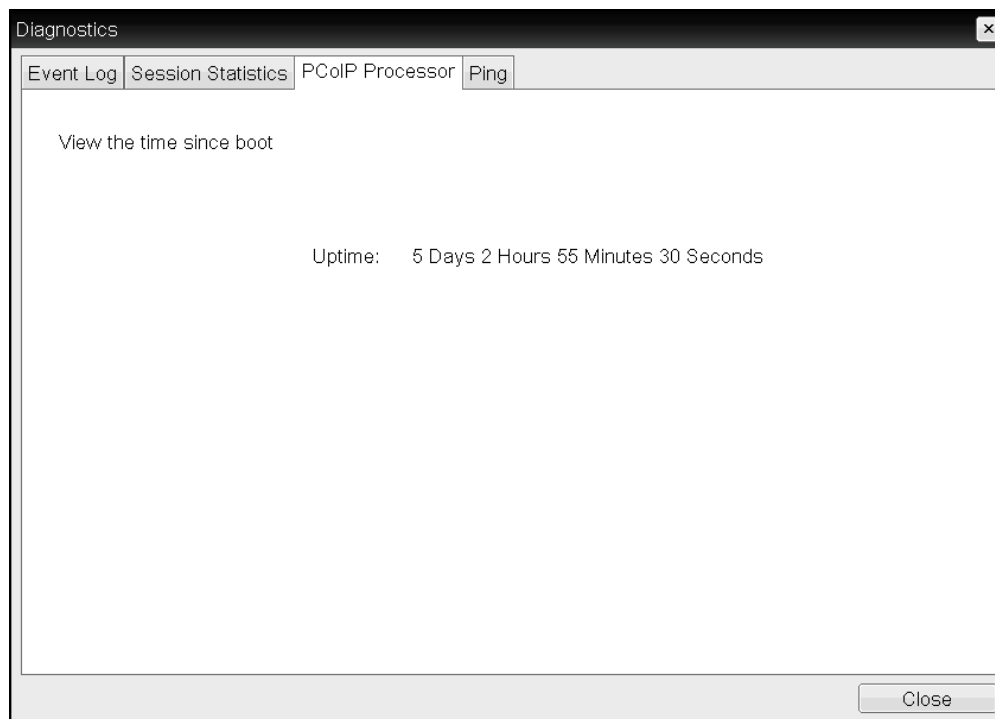 Diagnostics
Event Log Session Statistics PCoIP Processor Ping
View the time since boot
Uptime: 5 Days 2 Hours 55 Minutes 30 Seconds
Close